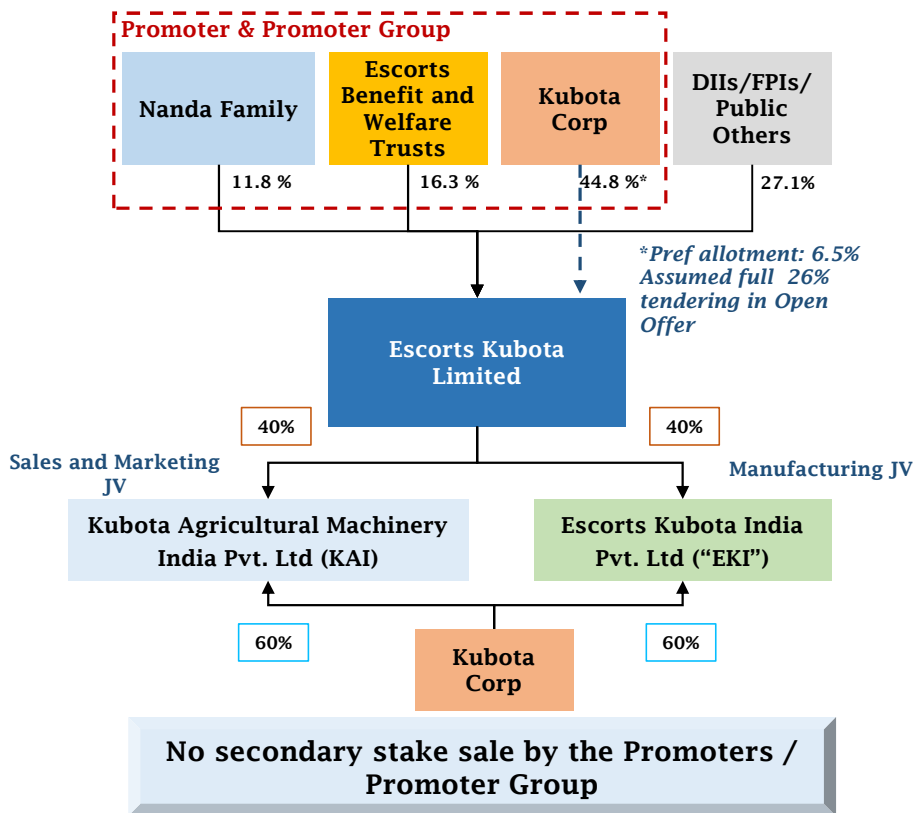 Promoter & Promoter Group
Nanda Family
Escorts
Benefit and
Welfare
Trusts
Kubota
Corp
DIIs/FPIs/
Public
Others
11.8 %
16.3 %
44.8 %*
27.1%
*Pref allotment: 6.5%
Assumed full 26%
tendering in Open
Offer
Escorts Kubota
Limited
40%
40%
Sales and Marketing
JV
Manufacturing JV
Kubota Agricultural Machinery
India Pvt. Ltd (KAI)
Escorts Kubota India
Pvt. Ltd (“EKI”)
60%
60%
Kubota
Corp
No secondary stake sale by the Promoters /
Promoter Group